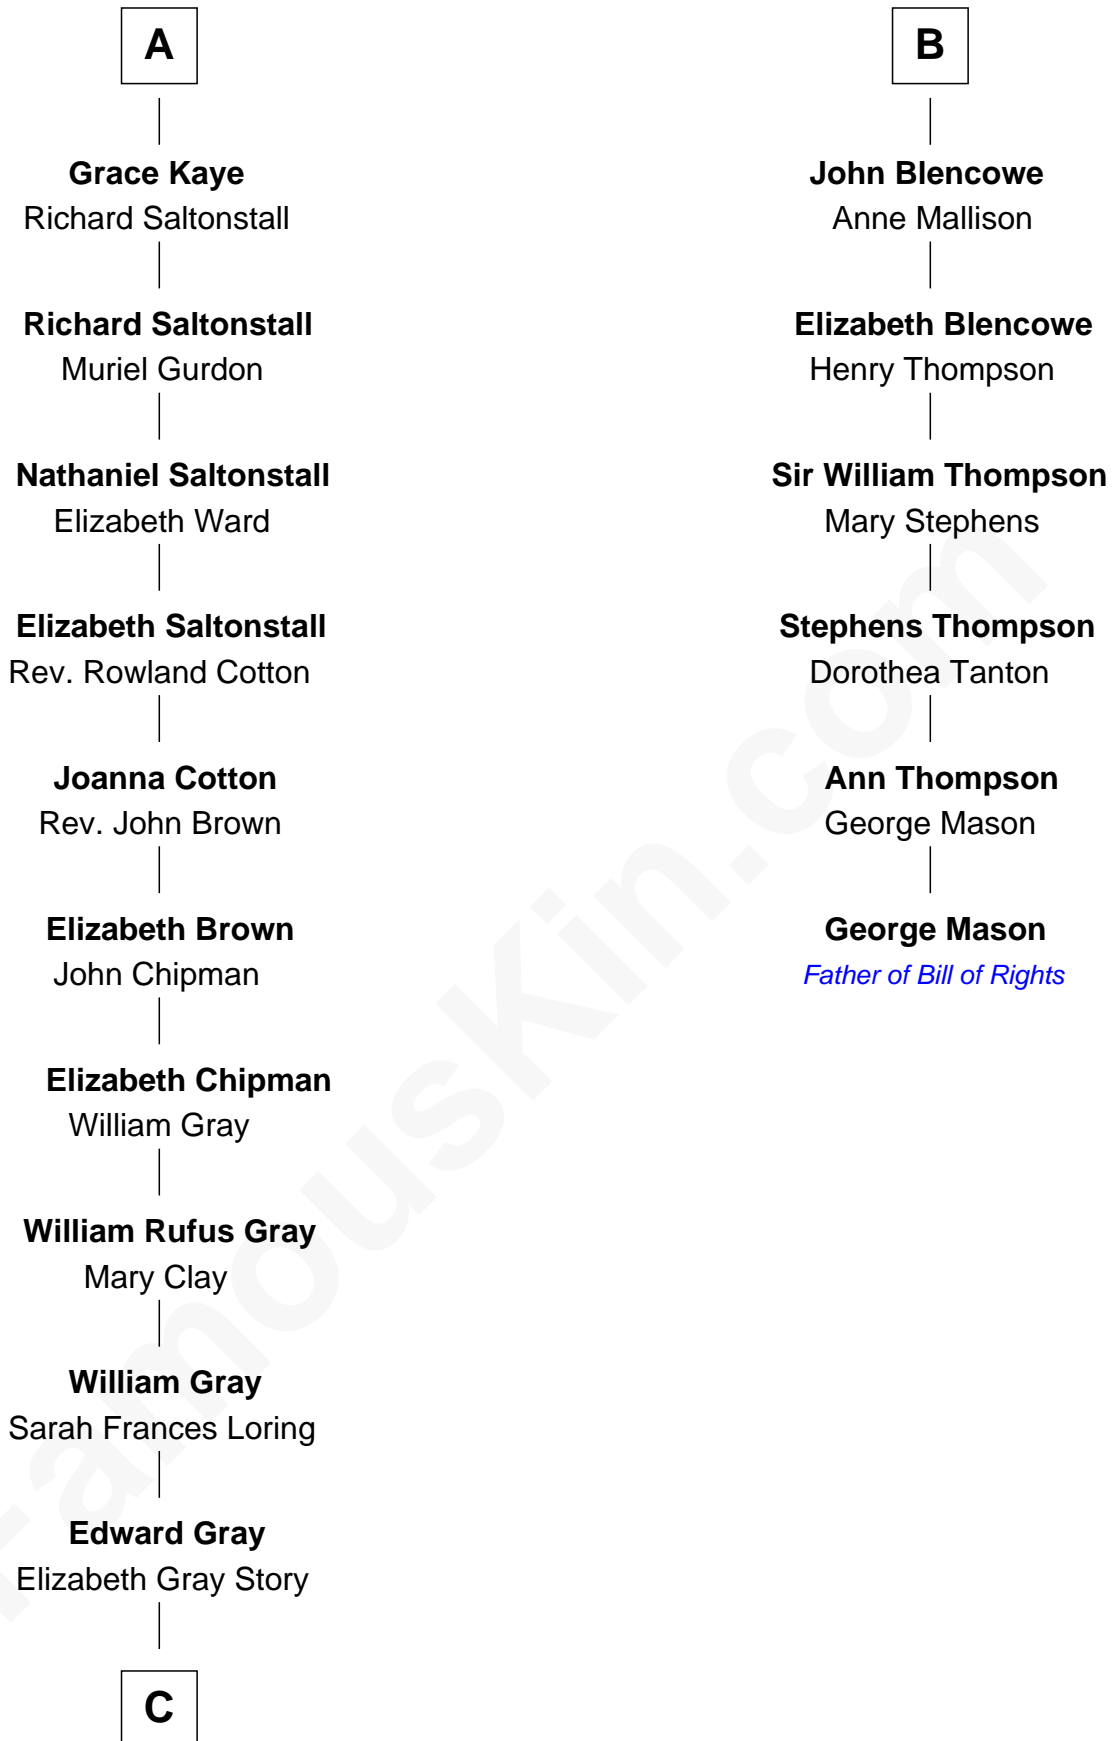 A
Grace Kaye
Richard Saltonstall
Richard Saltonstall
Muriel Gurdon
Nathaniel Saltonstall
Elizabeth Ward
Elizabeth Saltonstall
Rev. Rowland Cotton
Joanna Cotton
Rev. John Brown
Elizabeth Brown
John Chipman
Elizabeth Chipman
William Gray
William Rufus Gray
Mary Clay
William Gray
Sarah Frances Loring
Edward Gray
Elizabeth Gray Story
C
B
John Blencowe
Anne Mallison
Elizabeth Blencowe
Henry Thompson
Sir William Thompson
Mary Stephens
Stephens Thompson
Dorothea Tanton
Ann Thompson
George Mason
George Mason
Father of Bill of Rights
FamousKin.com